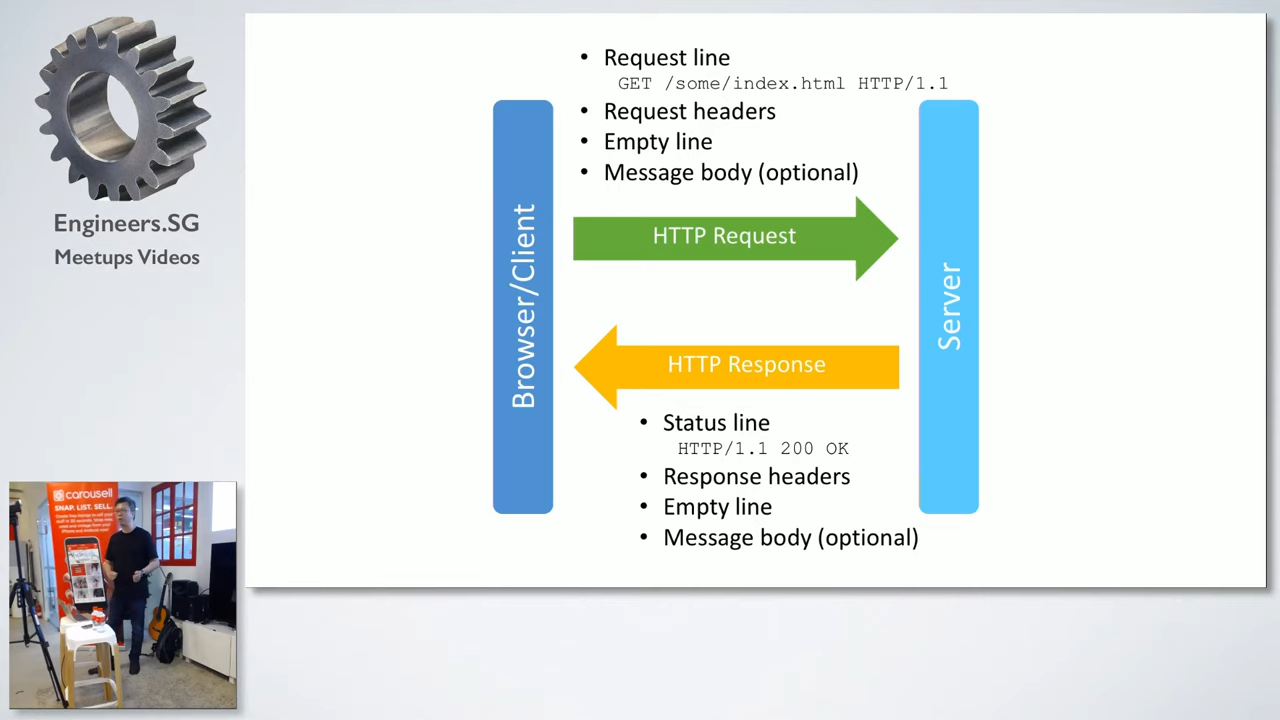 Engineers.SG
Meetups Videos
• Request line
GET /some/index.html HTTP/1.1
• Request headers
• Empty line
• Message body (optional)
Browser/Client
HTTP Request
Server
HTTP Response
• Status line
HTTP/1.1 200 OK
• Response headers
• Empty line
• Message body (optional)
carousell
SNAP. LIST. SELL.